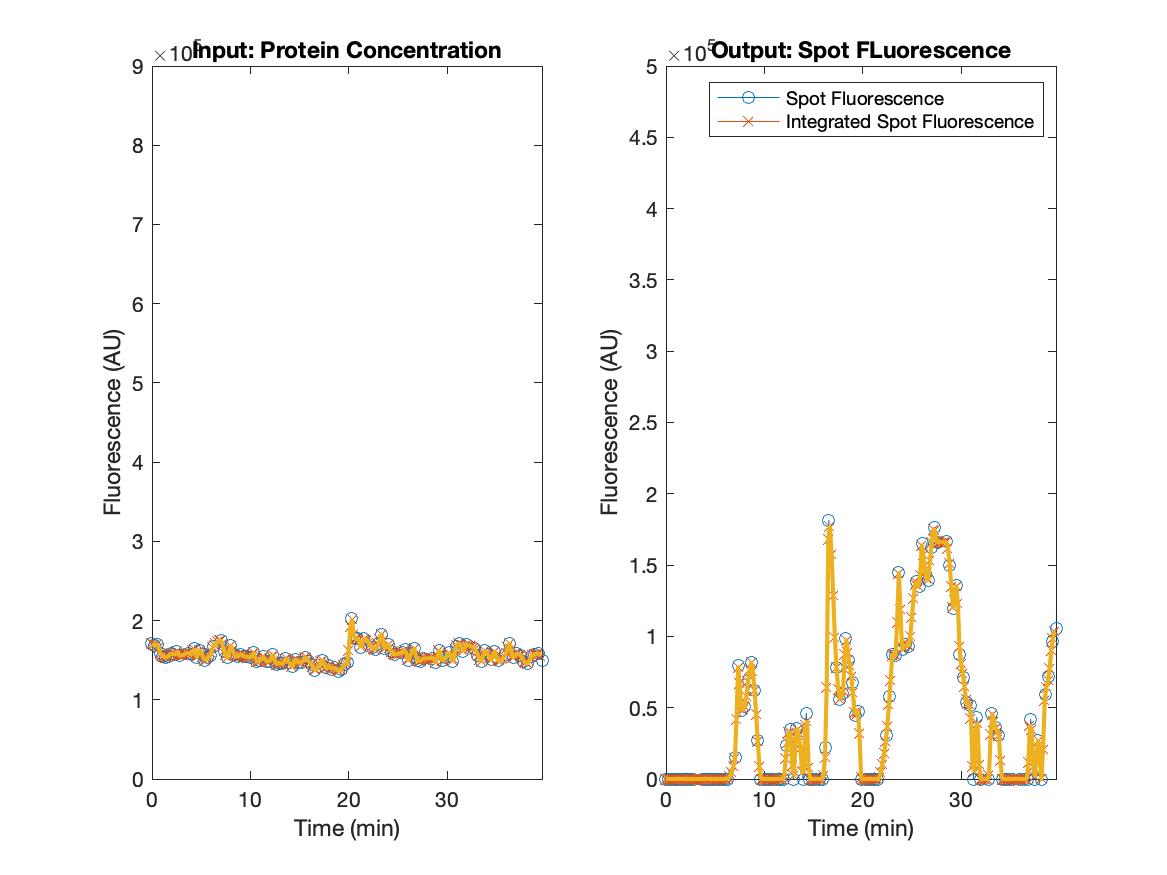 ×10⁵
Input: Protein Concentration
9
8
7
6
5
4
3
2
1
0
0 10 20 30
Fluorescence (AU)
Time (min)
×10⁵
Output: Spot FLuorescence
Spot Fluorescence
Integrated Spot Fluorescence
5
4.5
4
3.5
3
2.5
2
1.5
1
0.5
0
0 10 20 30
Fluorescence (AU)
Time (min)